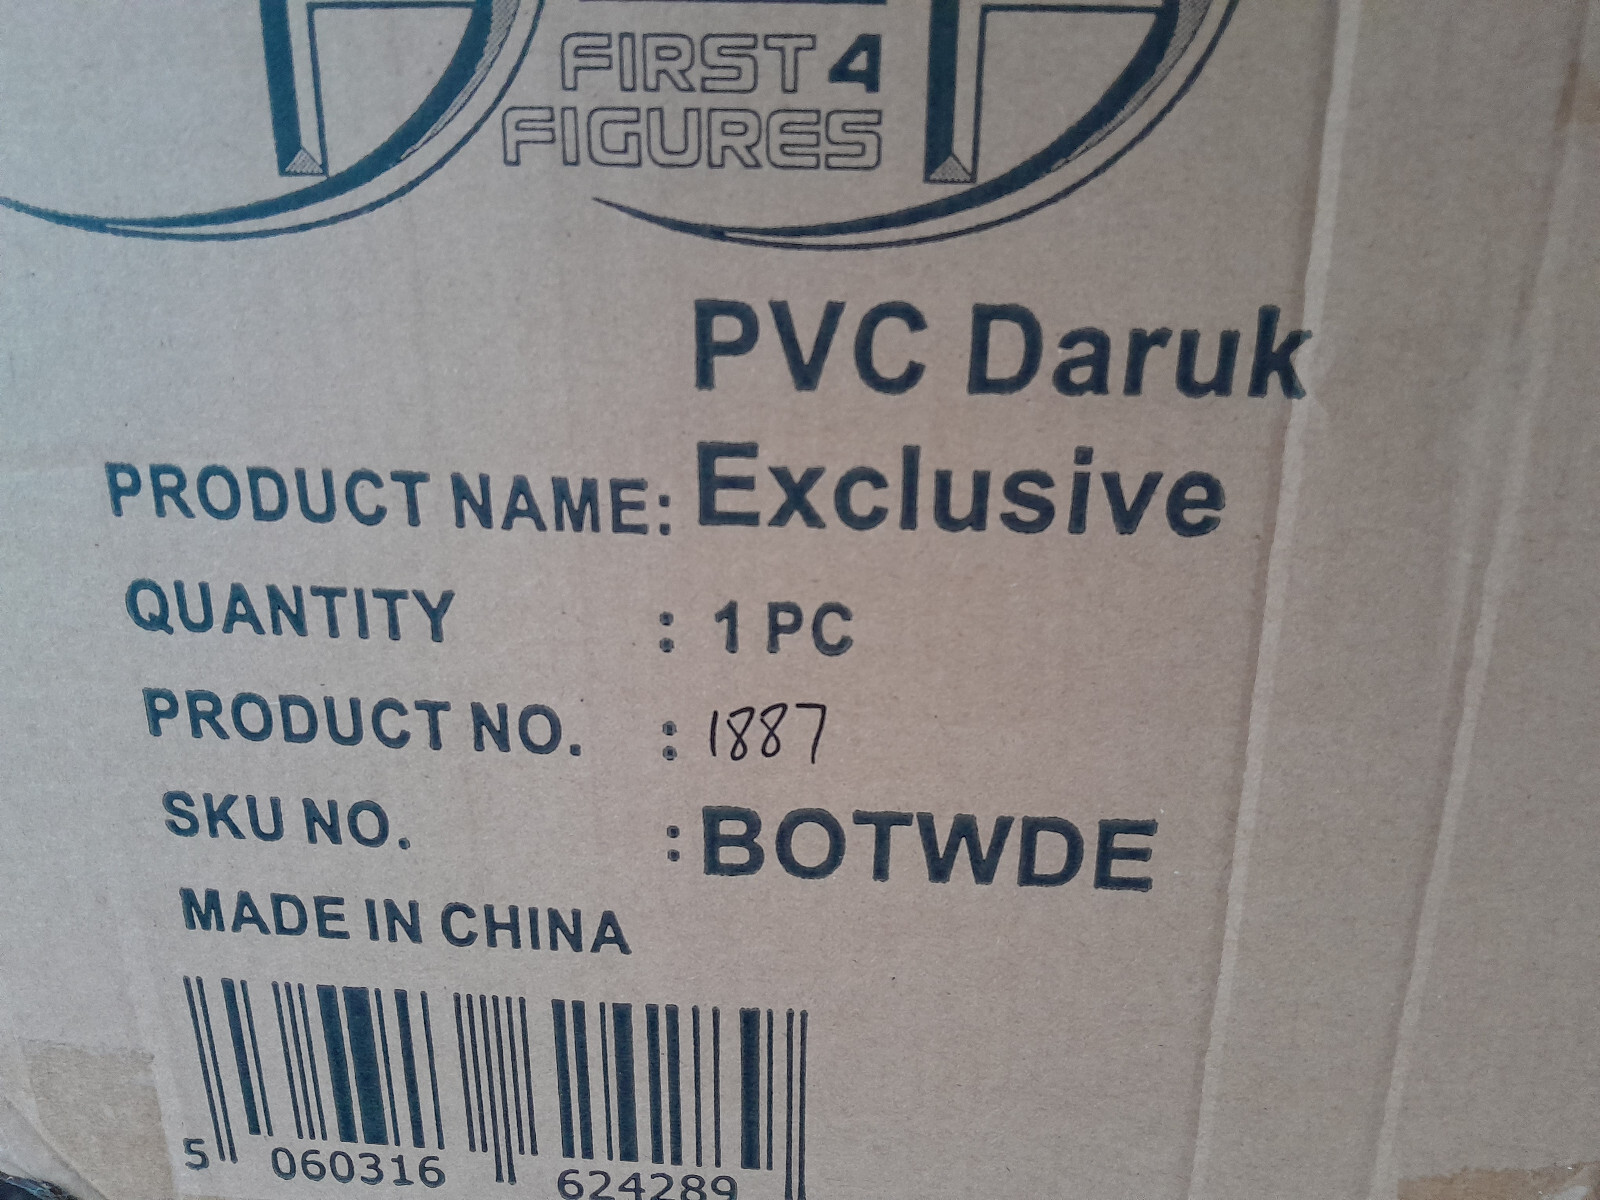 FIRST 4
FIGURES
PVC Daruk
PRODUCT NAME: Exclusive
QUANTITY : 1 PC
PRODUCT NO. : 1887
SKU NO. : BOTWDE
MADE IN CHINA
5 060316 624289